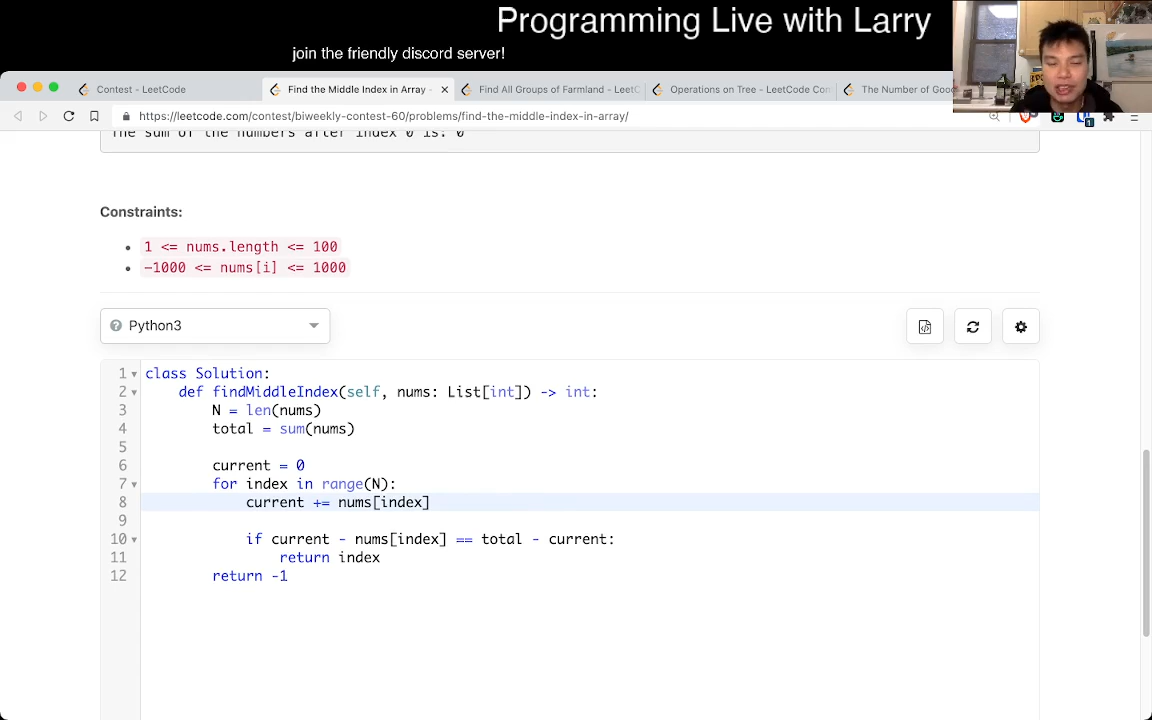 Programming Live with Larry
join the friendly discord server!
Contest - LeetCode
Find the Middle Index in Array -
Find All Groups of Farmland - LeetC
Operations on Tree - LeetCode Con
The Number of Good
https://leetcode.com/contest/biweekly-contest-60/problems/find-the-middle-index-in-array/
1
The sum of the numbers after index 0 is: 0
Constraints:
1 <= nums.length <= 100
-1000 <= nums[i] <= 1000
Python3
1 class Solution:
2 def findMiddleIndex(self, nums: List[int]) -> int:
3 N = len(nums)
4 total = sum(nums)
5
6 current = 0
7 for index in range(N):
8 current += nums[index]
9
10 if current - nums[index] == total - current:
11 return index
12 return -1